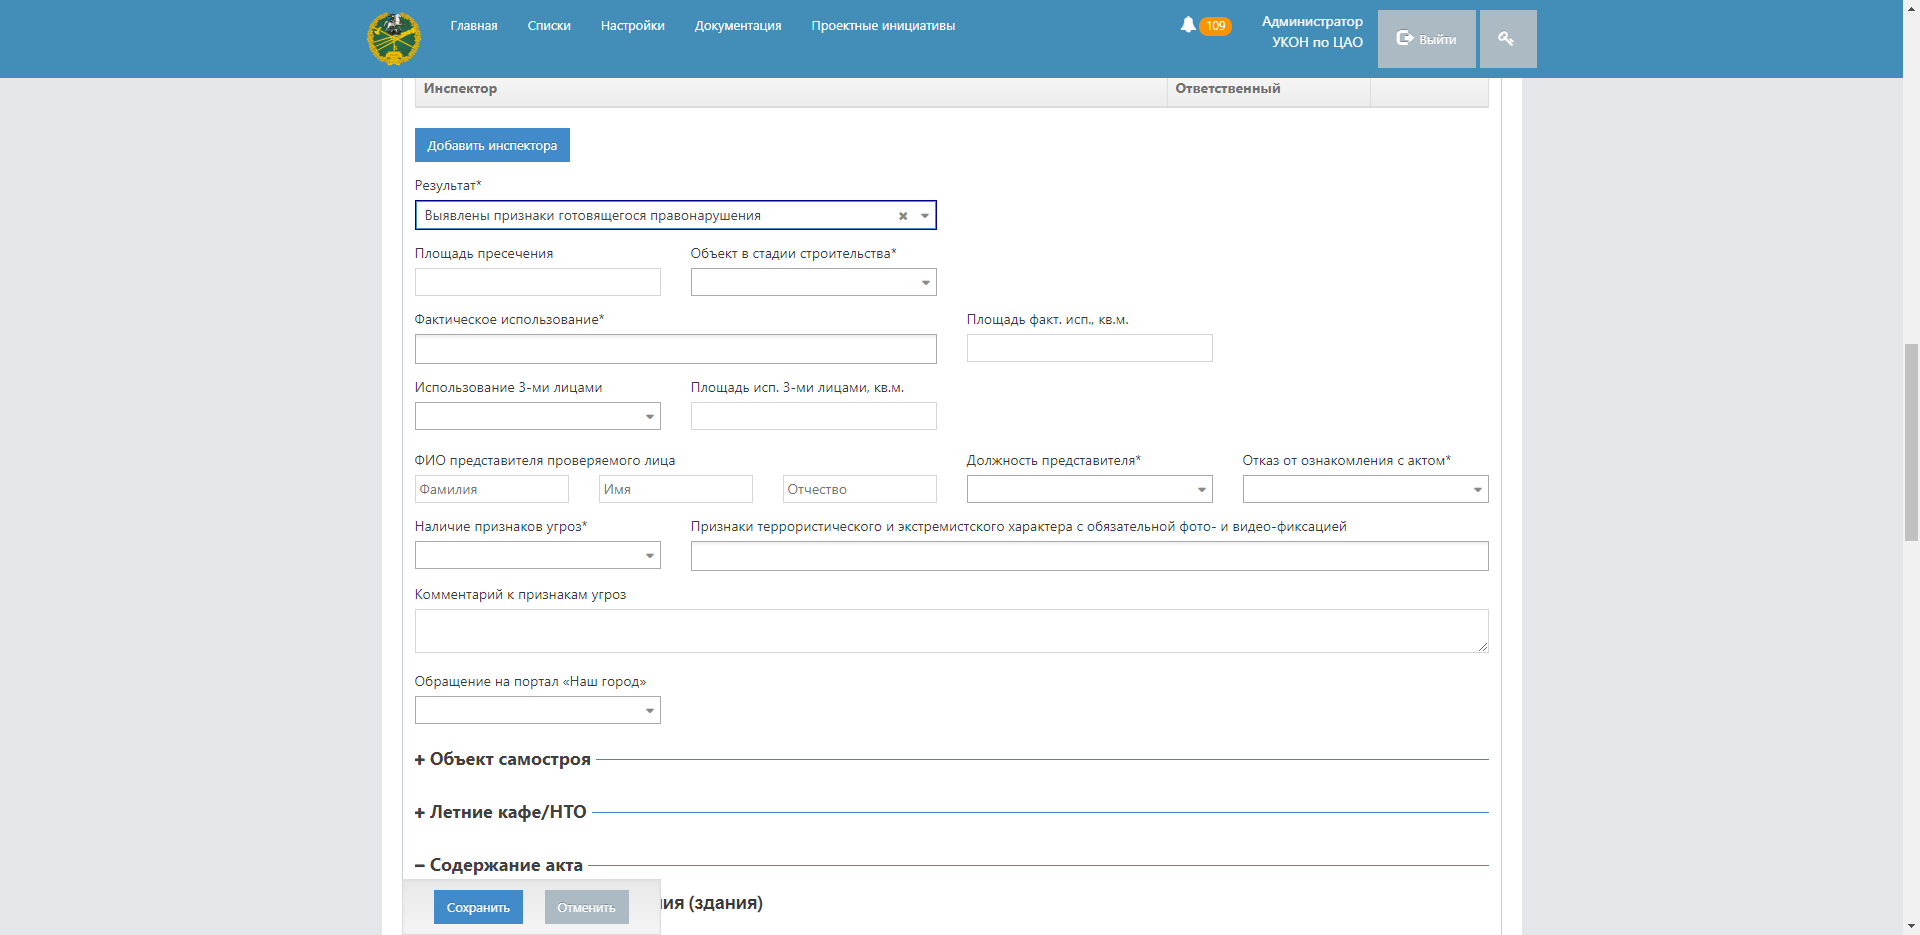 Главная Списки Настройки Документация Проектные инициативы 109 Администратор УКОН по ЦАО Выйти
Инспектор Ответственный
Добавить инспектора
Результат*
Выявлены признаки готовящегося правонарушения
Площадь пресечения Объект в стадии строительства*
Фактическое использование* Площадь факт. исп., кв.м.
Использование 3-ми лицами Площадь исп. 3-ми лицами, кв.м.
ФИО представителя проверяемого лица Должность представителя* Отказ от ознакомления с актом*
Фамилия Имя Отчество
Наличие признаков угроз* Признаки террористического и экстремистского характера с обязательной фото- и видео-фиксацией
Комментарий к признакам угроз
Обращение на портал «Наш город»
+ Объект самостроя
+ Летние кафе/НТО
− Содержание акта
(здания)
Сохранить Отменить